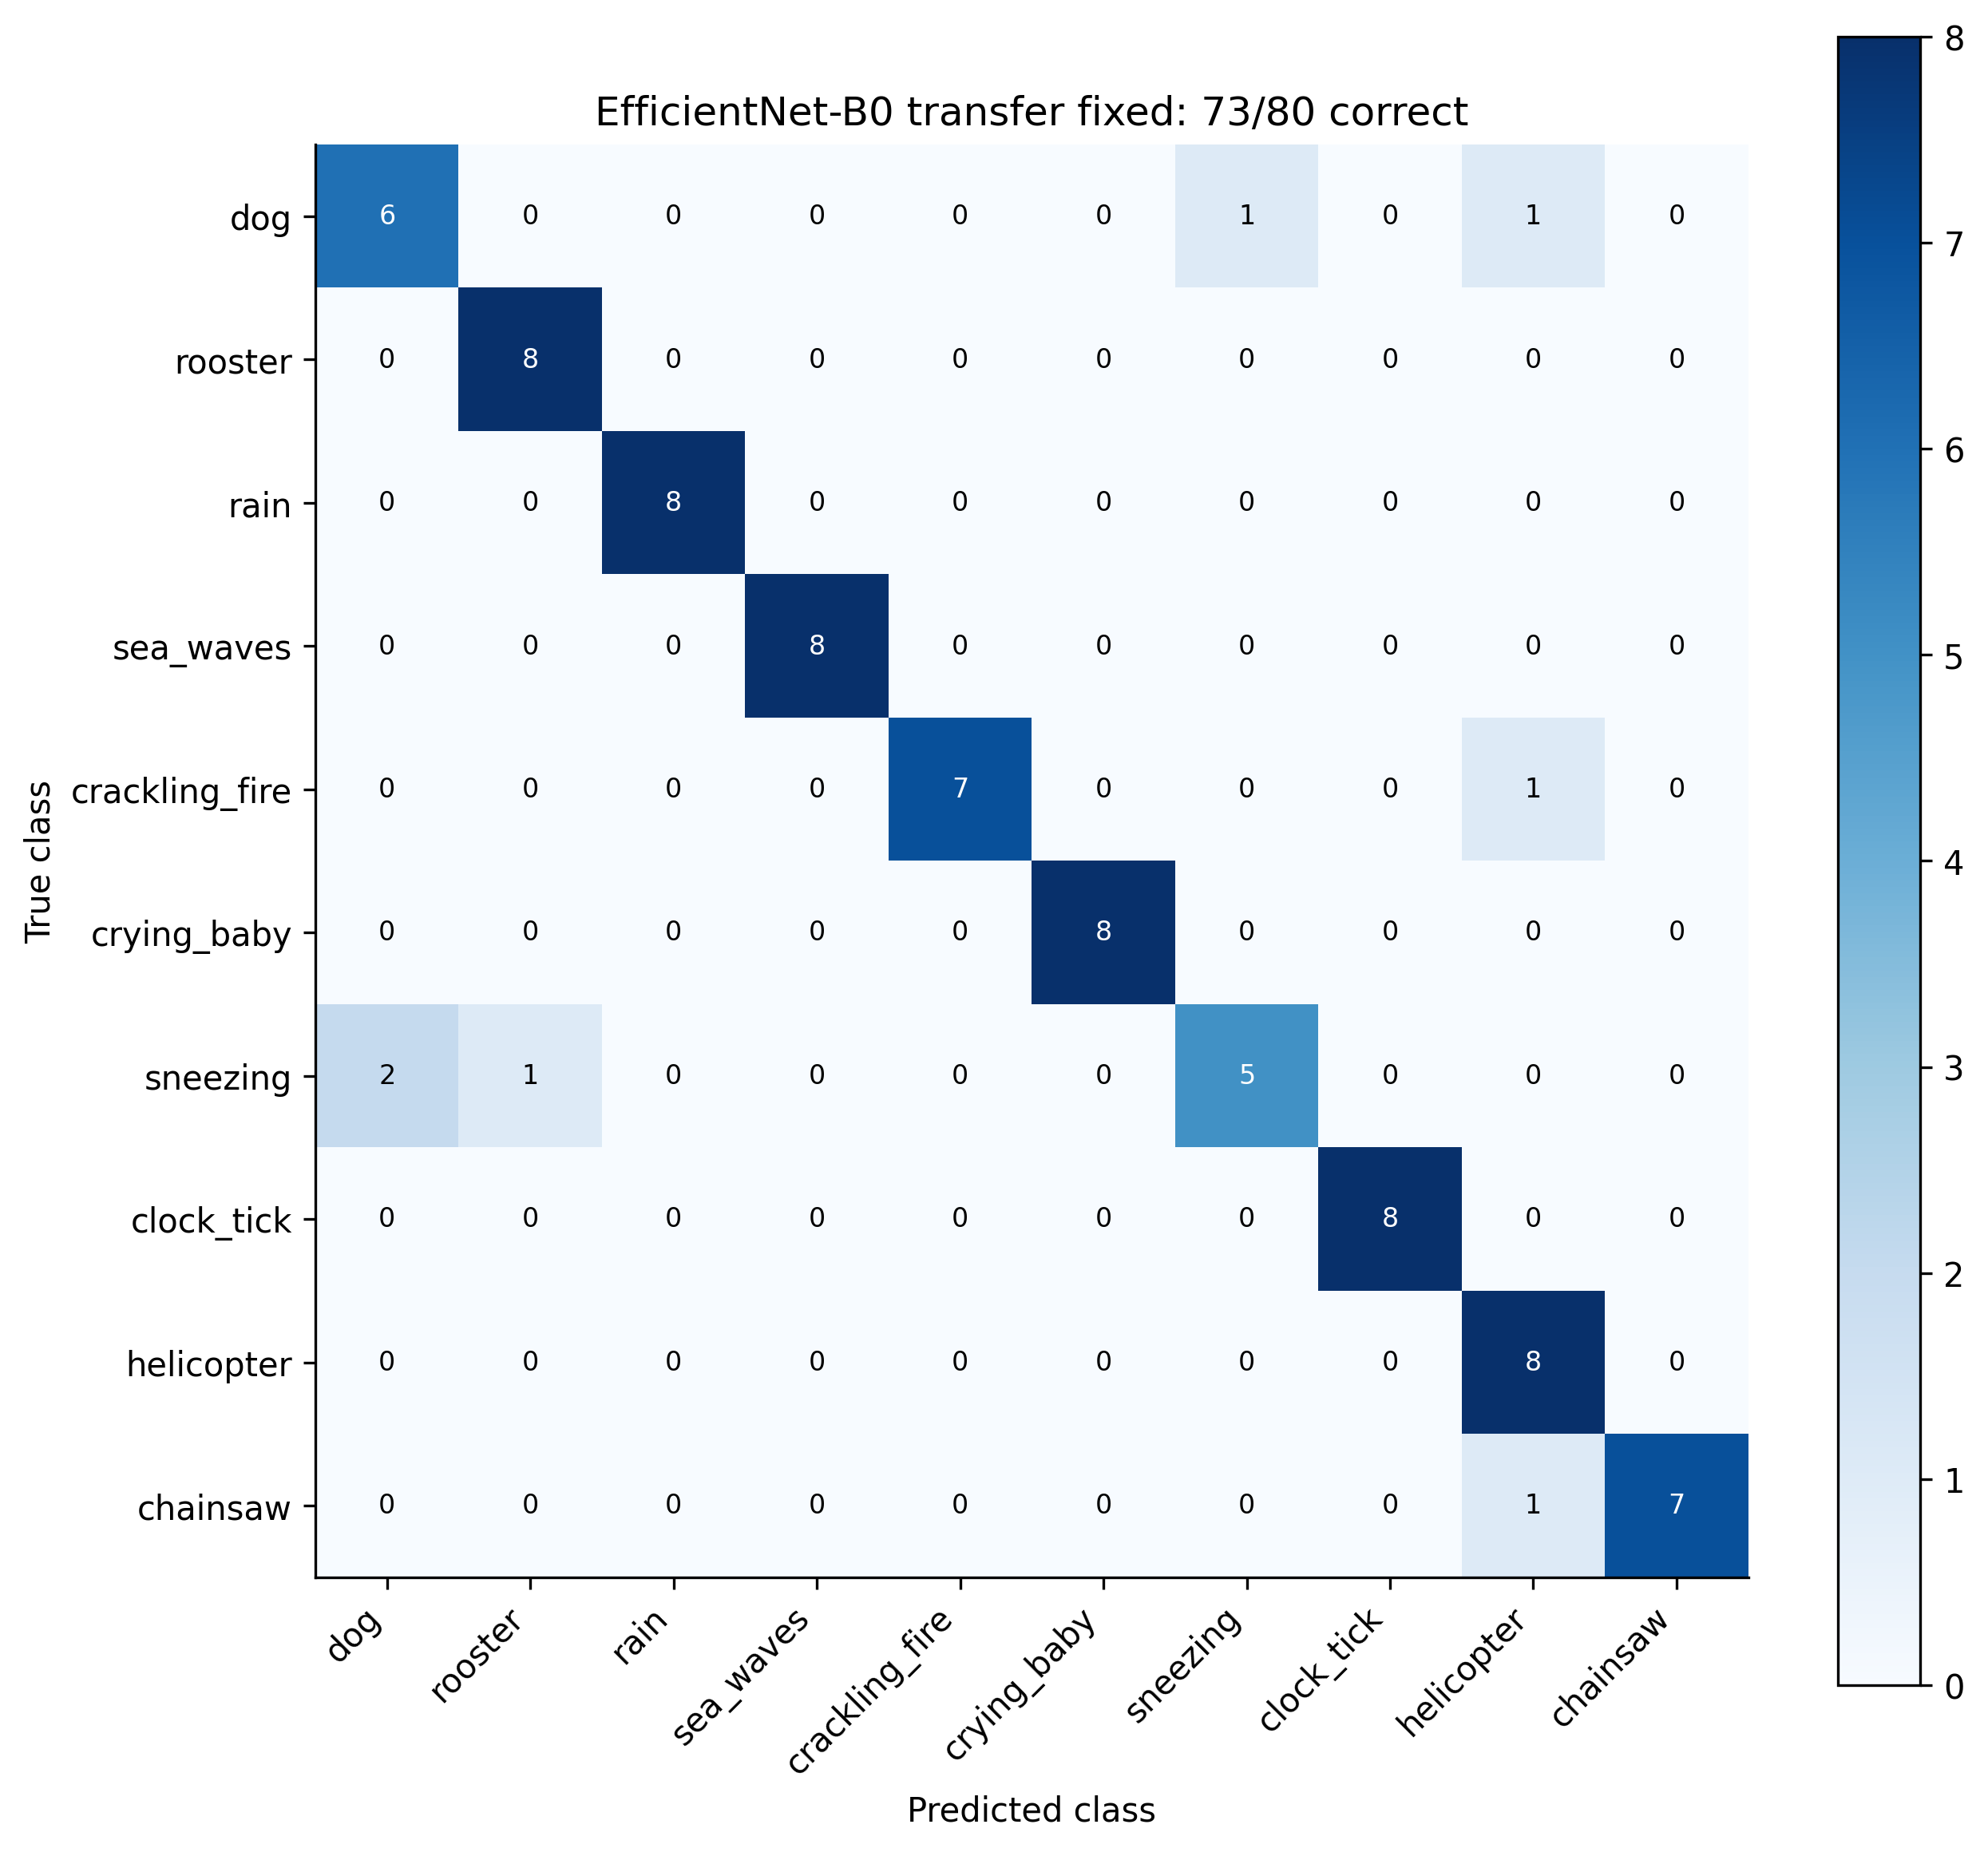 EfficientNet-B0 transfer fixed: 73/80 correct
8
7
6
5
4
3
2
1
0
True class
dog 6 0 0 0 0 0 1 0 1 0
rooster 0 8 0 0 0 0 0 0 0 0
rain 0 0 8 0 0 0 0 0 0 0
sea_waves 0 0 0 8 0 0 0 0 0 0
crackling_fire 0 0 0 0 7 0 0 0 1 0
crying_baby 0 0 0 0 0 8 0 0 0 0
sneezing 2 1 0 0 0 0 5 0 0 0
clock_tick 0 0 0 0 0 0 0 8 0 0
helicopter 0 0 0 0 0 0 0 0 8 0
chainsaw 0 0 0 0 0 0 0 0 1 7
dog rooster rain sea_waves crackling_fire crying_baby sneezing clock_tick helicopter chainsaw
Predicted class